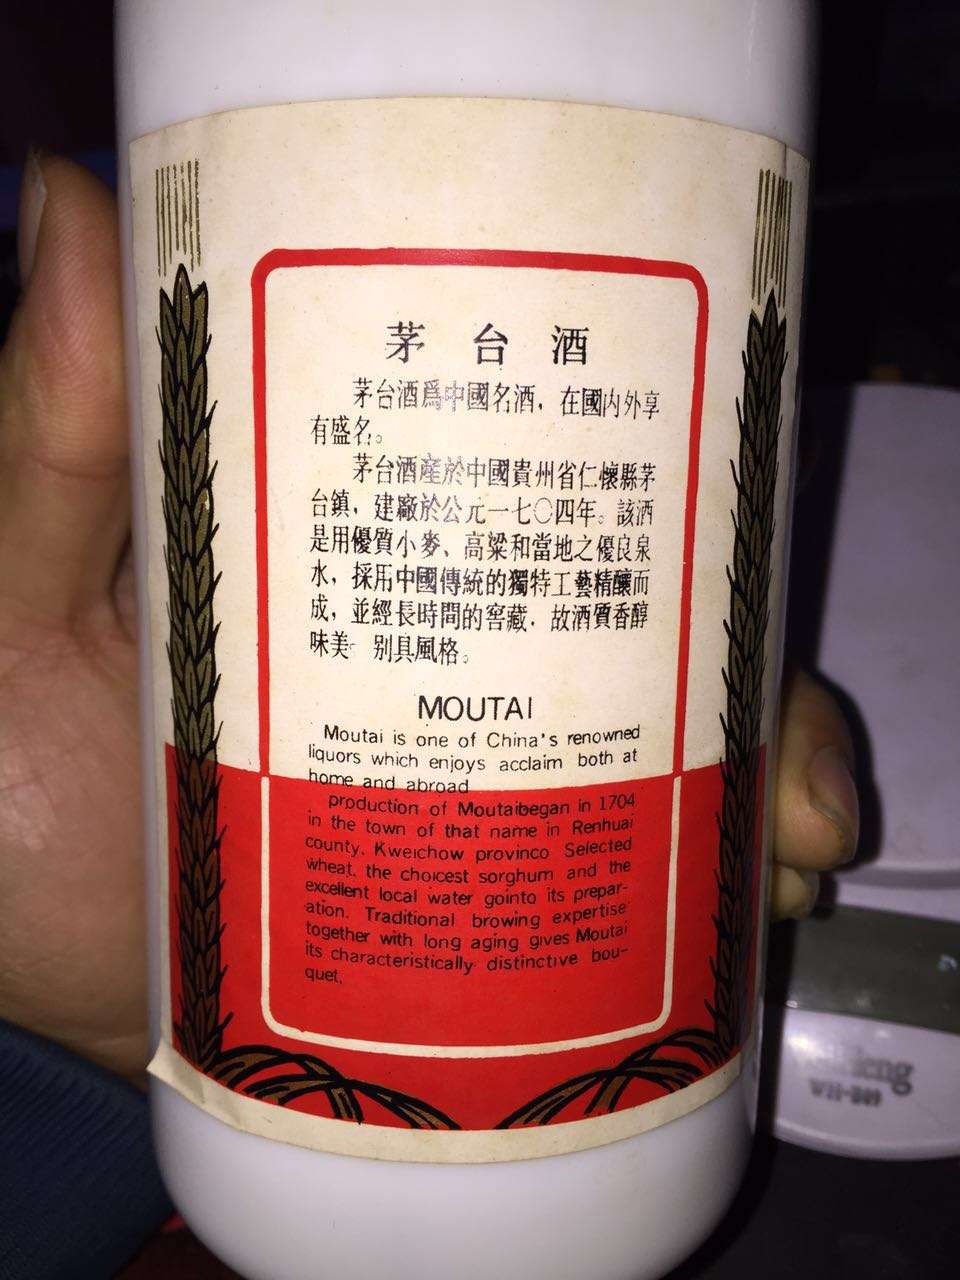 茅台酒
茅台酒爲中國名酒，在國内外享
有盛名。
茅台酒産於中國貴州省仁懷縣茅
台鎮，建廠於公元一七〇四年。該酒
是用優質小麥、高粱和當地之優良泉
水，採用中國傳統的獨特工藝精釀而
成，並經長時間的窖藏，故酒質香醇
味美。别具風格。
MOUTAI
Moutai is one of China's renowned
liquors which enjoys acclaim both at
home and abroad
production of Moutaibegan in 1704
in the town of that name in Renhuai
county. Kweichow provinco Selected
wheat. the choicest sorghum and the
excellent local water gointo its prepar-
ation. Traditional browing expertise
together with long aging gives Moutai
its characteristically distinctive bou-
quet.